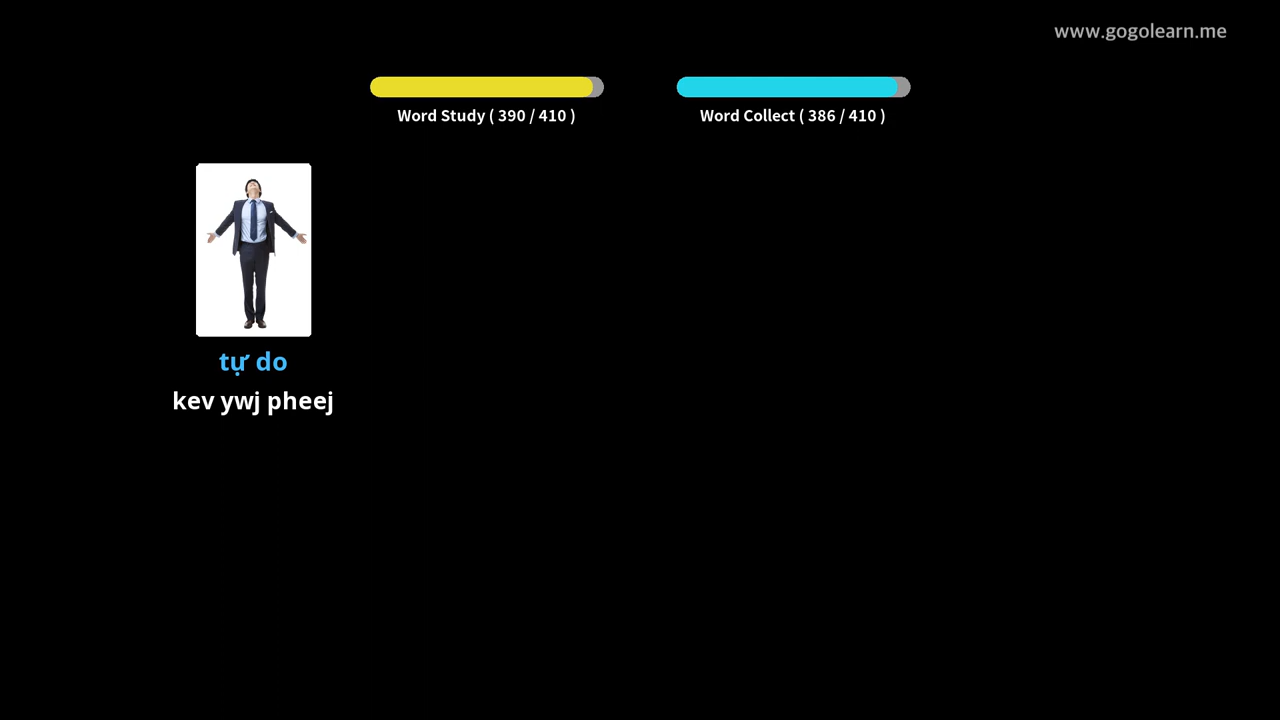 www.gogolearn.me
Word Study ( 390 / 410 )
Word Collect ( 386 / 410 )
tự do
kev ywj pheej